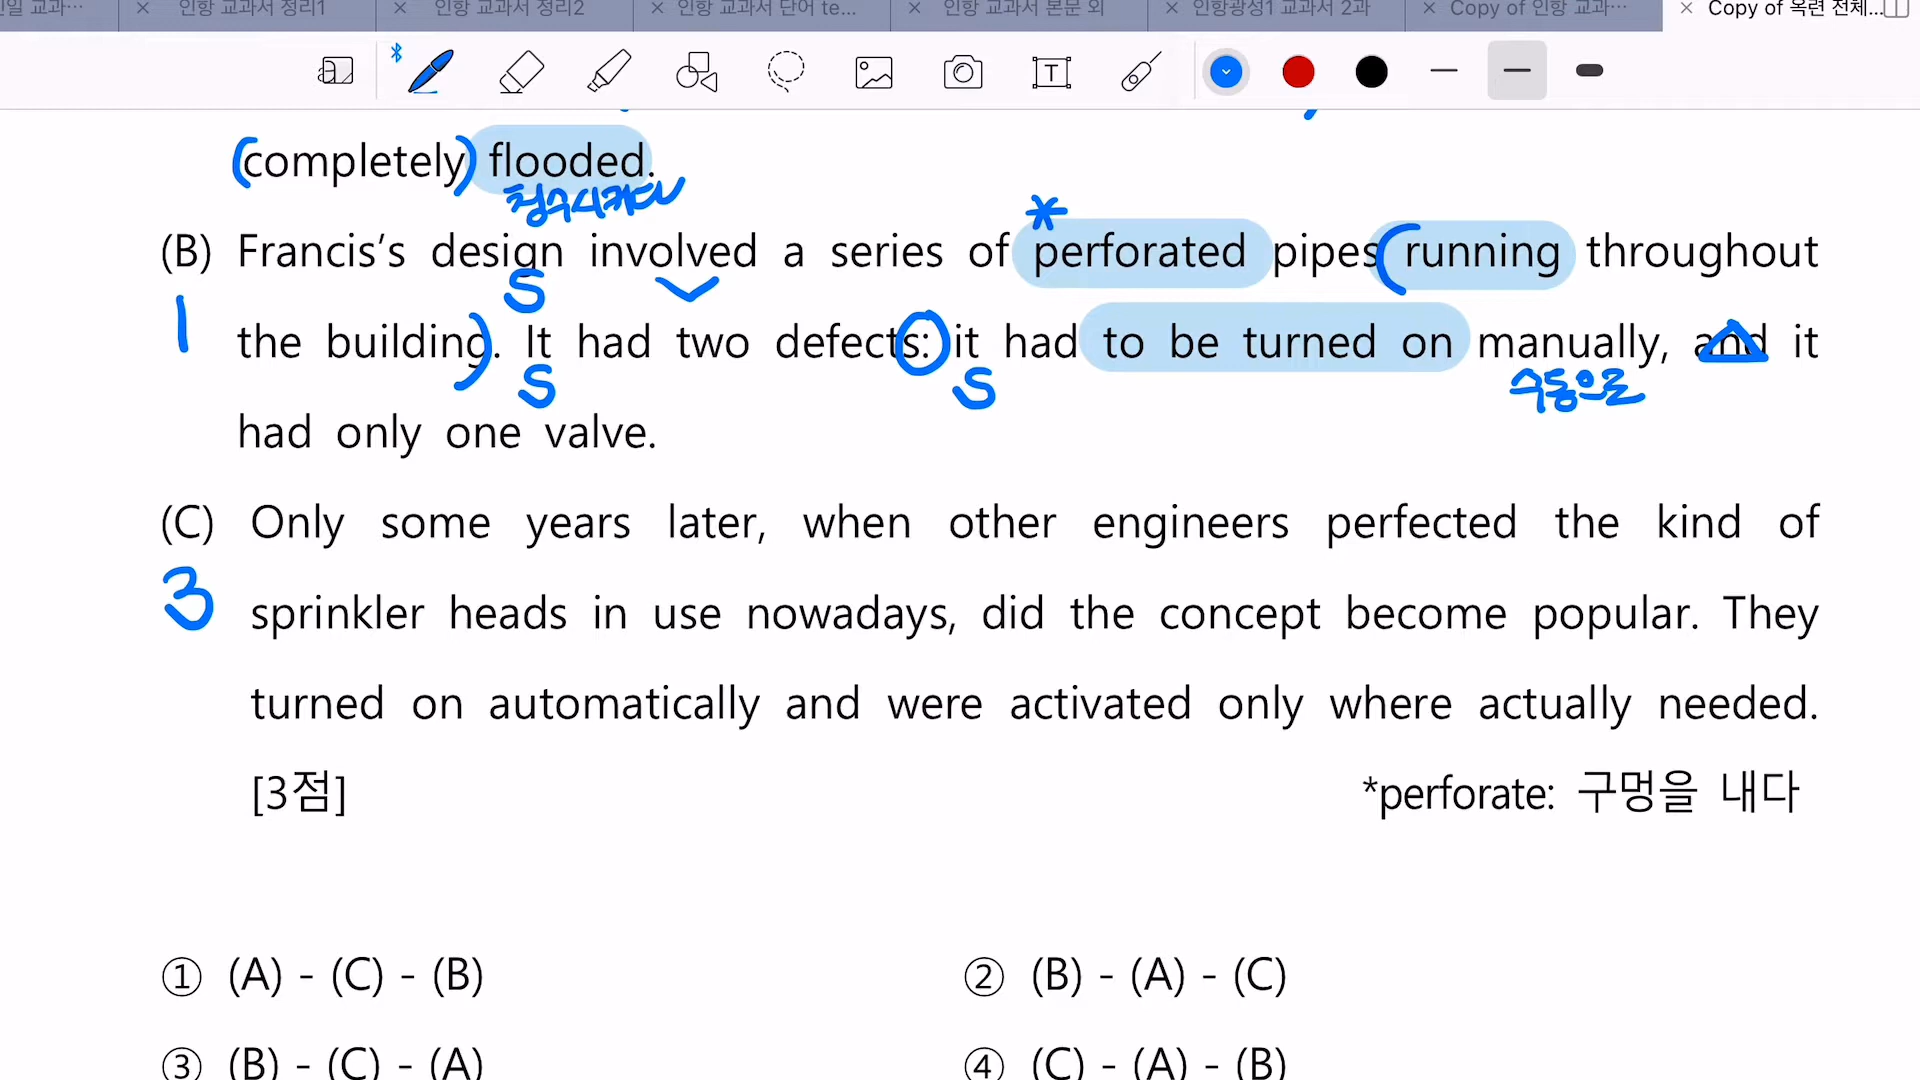 인일 교과…
인항 교과서 정리1
인항 교과서 정리2
인항 교과서 단어 te...
인항 교과서 본문 외
인항광성1 교과서 2과
Copy of 인항 교과…
Copy of 옥련 전체...
(completely) flooded.
침수시키다
*
(B) Francis's design involved a series of perforated pipes (running throughout
S
1 the building). It had two defects: it had to be turned on manually, and it
S S 수동으로
had only one valve.
(C) Only some years later, when other engineers perfected the kind of
3 sprinkler heads in use nowadays, did the concept become popular. They
turned on automatically and were activated only where actually needed.
[3점] *perforate: 구멍을 내다
① (A) - (C) - (B) ② (B) - (A) - (C)
③ (B) - (C) - (A) ④ (C) - (A) - (B)